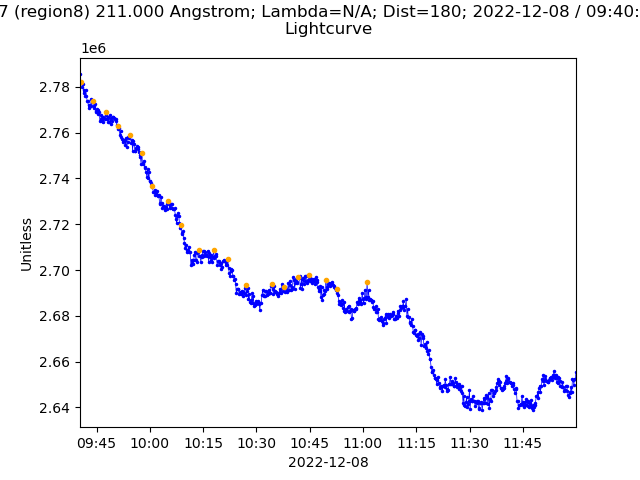 7 (region8) 211.000 Angstrom; Lambda=N/A; Dist=180; 2022-12-08 / 09:40:
Lightcurve
1e6
2.78
2.76
2.74
2.72
2.70
2.68
2.66
2.64
Unitless
09:45 10:00 10:15 10:30 10:45 11:00 11:15 11:30 11:45
2022-12-08